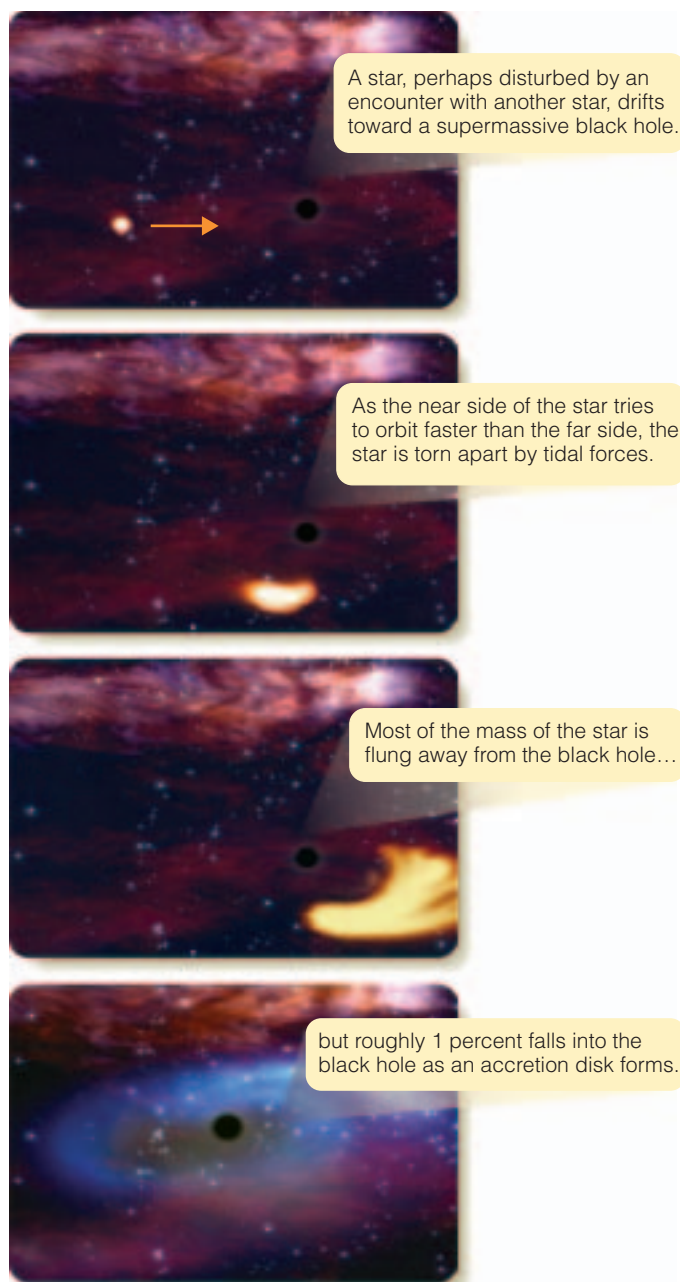 A star, perhaps disturbed by an
encounter with another star, drifts
toward a supermassive black hole.
As the near side of the star tries
to orbit faster than the far side, the
star is torn apart by tidal forces.
Most of the mass of the star is
flung away from the black hole…
but roughly 1 percent falls into the
black hole as an accretion disk forms.